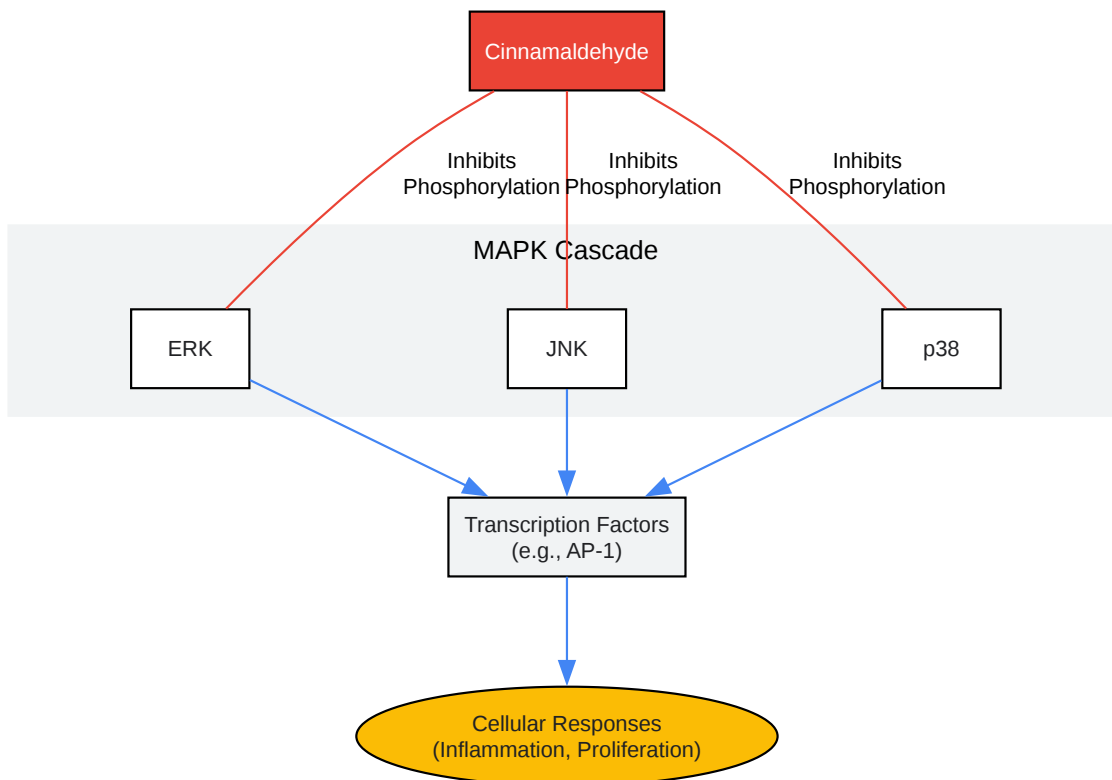 Cinnamaldehyde
Inhibits
Phosphorylation
Inhibits
Phosphorylation
Inhibits
Phosphorylation
MAPK Cascade
ERK
JNK
p38
Transcription Factors
(e.g., AP-1)
Cellular Responses
(Inflammation, Proliferation)